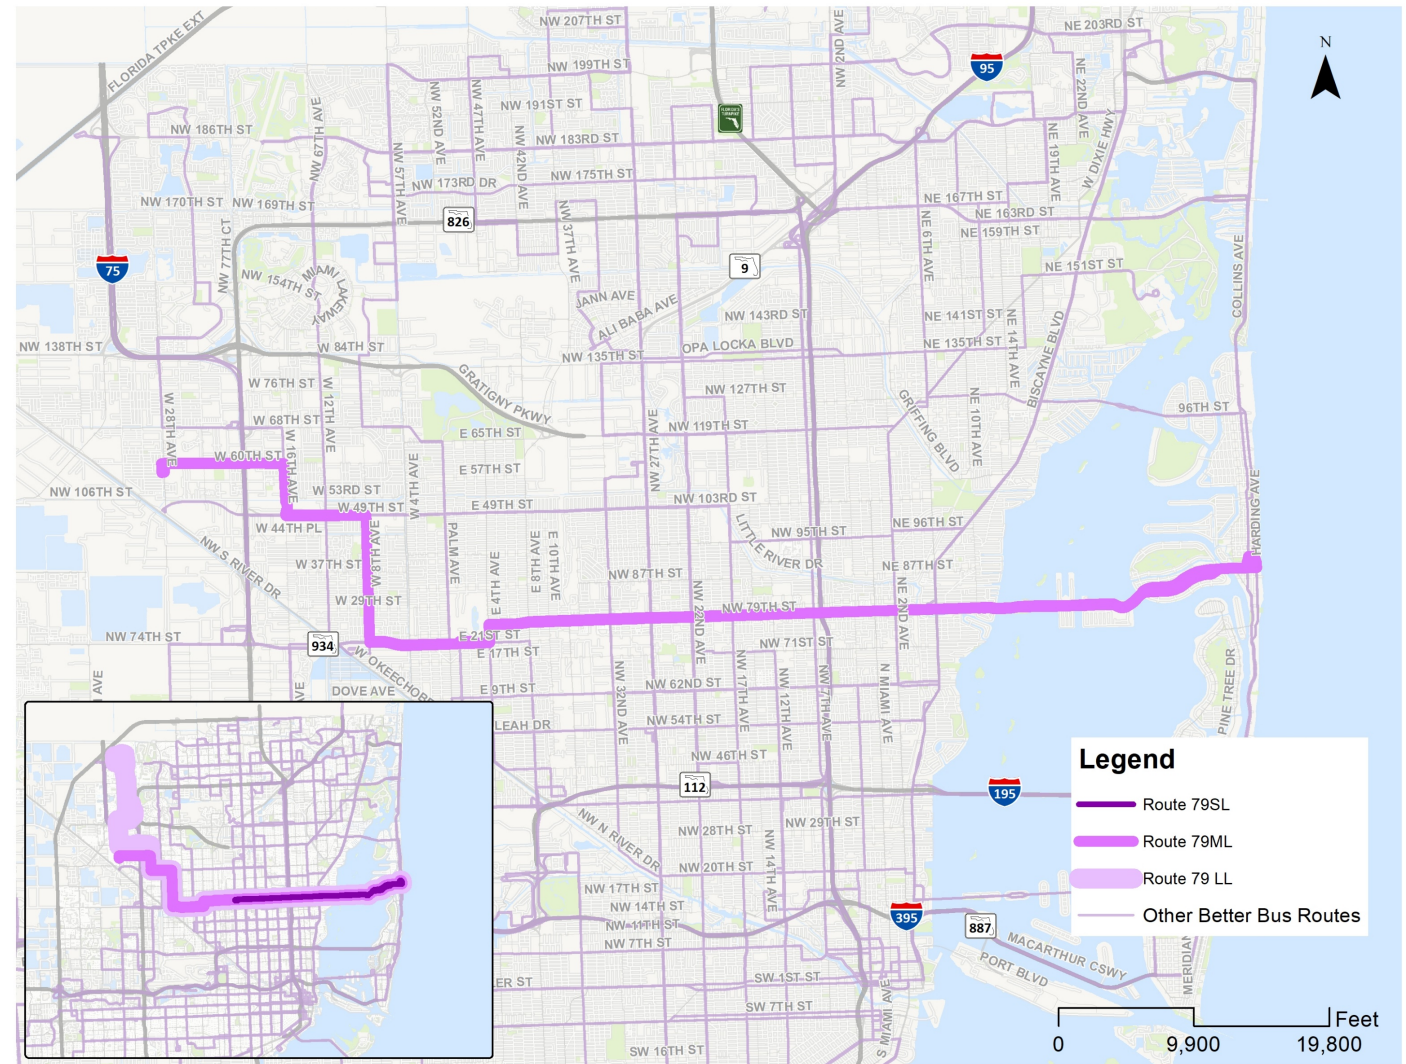 NW 207TH ST
NE 203RD ST
FLORIDA TPKE EXT
NW 2ND AVE
N
NW 199TH ST
95
NE 22ND AVE
NW 52ND AVE
NW 47TH AVE
NW 191ST ST
NW 67TH AVE
FLORIDA'S TURNPIKE
NW 186TH ST
NW 183RD ST
NW 42ND AVE
NE 19TH AVE
W DIXIE HWY
NW 57TH AVE
NW 173RD DR
NW 175TH ST
NW 170TH ST
NW 169TH ST
NE 167TH ST
NE 163RD ST
826
NW 37TH AVE
NE 6TH AVE
NE 159TH ST
NW 77TH CT
COLLINS AVE
75
9
NE 151ST ST
NW 154TH ST
MIAMI LAKEWAY
JANN AVE
ALI BABA AVE
NW 143RD ST
NE 141ST ST
NE 14TH AVE
NW 138TH ST
W 84TH ST
NW 135TH ST
OPA LOCKA BLVD
NE 135TH ST
BISCAYNE BLVD
W 76TH ST
W 12TH AVE
GRATIGNY PKWY
NW 127TH ST
GRIFFING BLVD
NE 10TH AVE
W 28TH AVE
W 68TH ST
96TH ST
E 65TH ST
NW 27TH AVE
NW 119TH ST
W 16TH AVE
W 60TH ST
W 4TH AVE
E 57TH ST
HARDING AVE
NW 106TH ST
W 53RD ST
NW 103RD ST
W 49TH ST
E 49TH ST
W 44TH PL
W 8TH AVE
PALM AVE
LITTLE RIVER DR
NW 95TH ST
NE 96TH ST
NW S RIVER DR
W 37TH ST
E 4TH AVE
E 8TH AVE
E 10TH AVE
NW 87TH ST
NE 87TH ST
W 29TH ST
NW 22ND AVE
NW 79TH ST
NE 2ND AVE
NW 74TH ST
934
E 21ST ST
E 17TH ST
NW 71ST ST
W OKEECHOB
AVE
AVE
DOVE AVE
E 9TH ST
NW 32ND AVE
NW 62ND ST
NW 17TH AVE
NW 12TH AVE
NW 7TH AVE
N MIAMI AVE
PINE TREE DR
LEAH DR
NW 54TH ST
NW 46TH ST
112
195
NW N RIVER DR
NW 28TH ST
NW 29TH ST
NW 14TH AVE
NW 20TH ST
NW 17TH ST
NW 14TH ST
NW 11TH ST
NW 7TH ST
395
887
MACARTHUR CSWY
PORT BLVD
MERIDIAN
ER ST
SW 1ST ST
SW 7TH ST
SW 16TH ST
S MIAMI AVE
Legend
Route 79SL
Route 79ML
Route 79 LL
Other Better Bus Routes
Feet
0 9,900 19,800